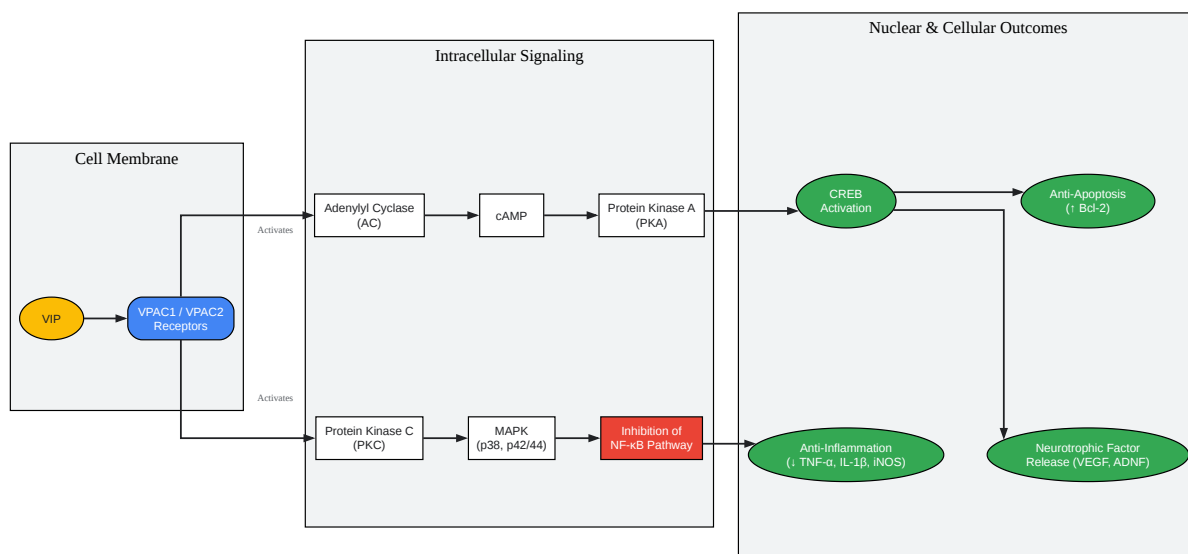 Nuclear & Cellular Outcomes
Intracellular Signaling
Cell Membrane
Adenylyl Cyclase
(AC)
cAMP
Protein Kinase A
(PKA)
CREB
Activation
Anti-Apoptosis
(↑ Bcl-2)
Activates
VIP
VPAC1 / VPAC2
Receptors
Activates
Protein Kinase C
(PKC)
MAPK
(p38, p42/44)
Inhibition of
NF-κB Pathway
Anti-Inflammation
(↓ TNF-α, IL-1β, iNOS)
Neurotrophic Factor
Release (VEGF, ADNF)